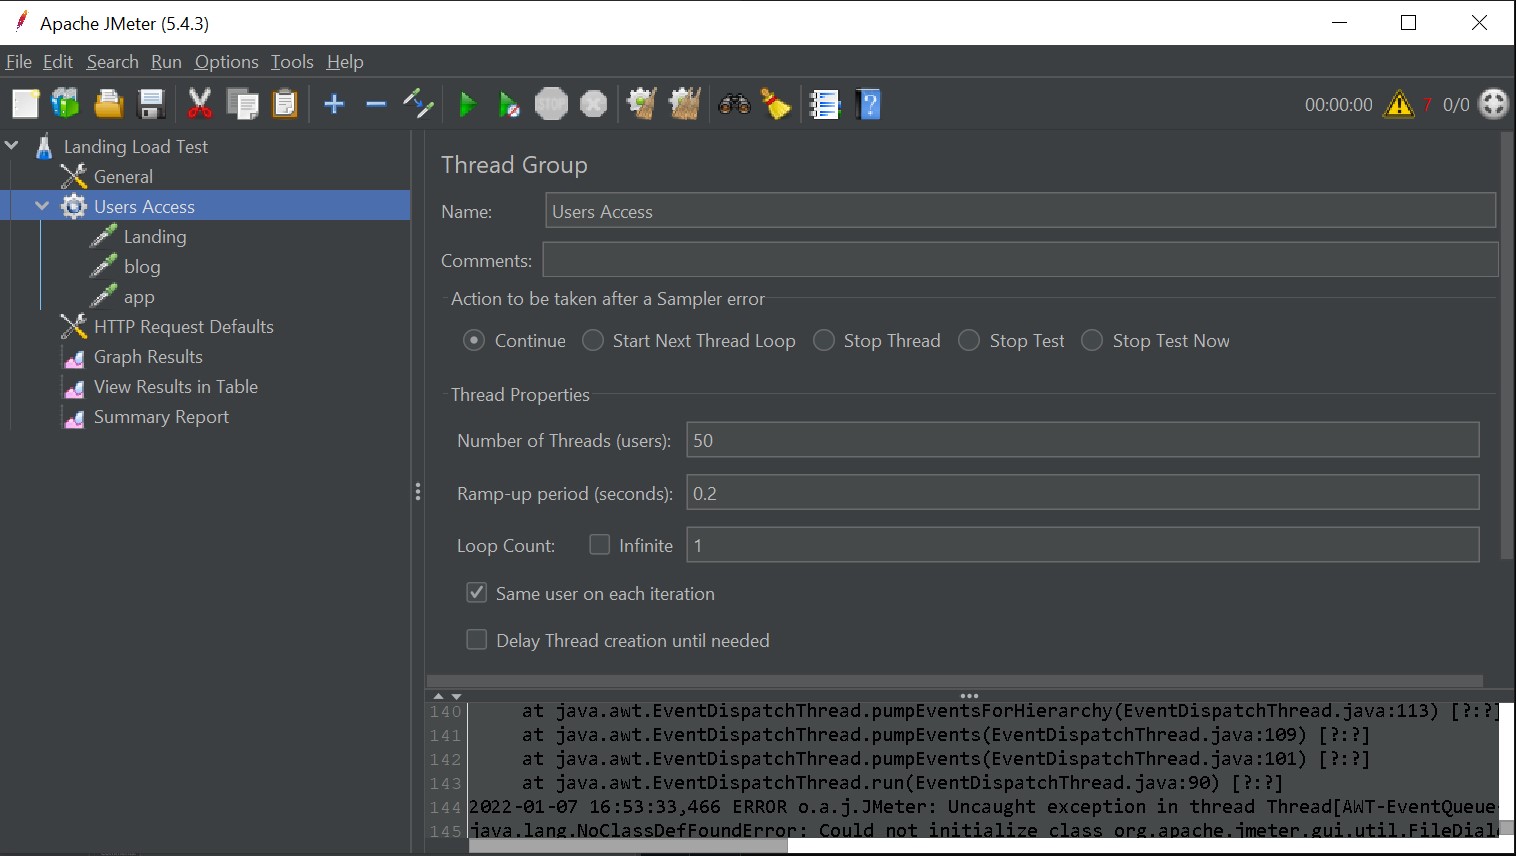 Apache JMeter (5.4.3)
File Edit Search Run Options Tools Help
STOP
?
00:00:00 7 0/0
Landing Load Test
General
Users Access
Landing
blog
app
HTTP Request Defaults
Graph Results
View Results in Table
Summary Report
Thread Group
Name: Users Access
Comments:
Action to be taken after a Sampler error
Continue Start Next Thread Loop Stop Thread Stop Test Stop Test Now
Thread Properties
Number of Threads (users): 50
Ramp-up period (seconds): 0.2
Loop Count: Infinite 1
Same user on each iteration
Delay Thread creation until needed
140 at java.awt.EventDispatchThread.pumpEventsForHierarchy(EventDispatchThread.java:113) [?:?]
141 at java.awt.EventDispatchThread.pumpEvents(EventDispatchThread.java:109) [?:?]
142 at java.awt.EventDispatchThread.pumpEvents(EventDispatchThread.java:101) [?:?]
143 at java.awt.EventDispatchThread.run(EventDispatchThread.java:90) [?:?]
144 2022-01-07 16:53:33,466 ERROR o.a.j.JMeter: Uncaught exception in thread Thread[AWT-EventQueue-
145 java.lang.NoClassDefFoundError: Could not initialize class org.apache.jmeter.gui.util.FileDial